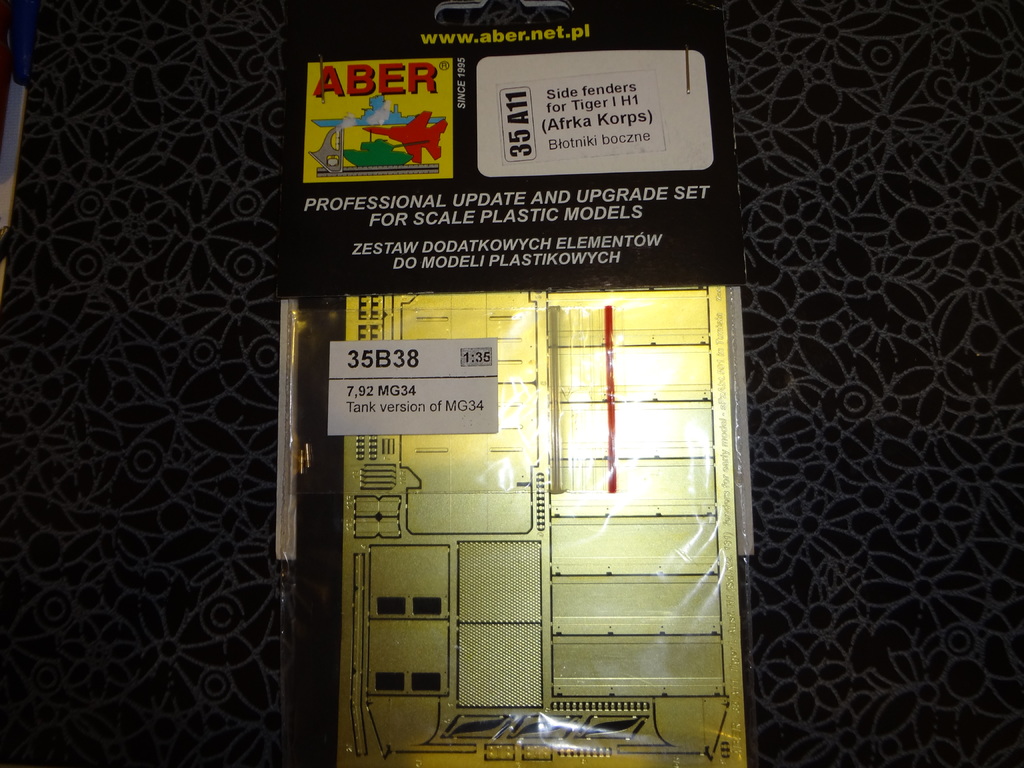 www.aber.net.pl
ABER®
SINCE 1995
35 A11
Side fenders
for Tiger I H1
(Afrka Korps)
Błotniki boczne
PROFESSIONAL UPDATE AND UPGRADE SET
FOR SCALE PLASTIC MODELS
ZESTAW DODATKOWYCH ELEMENTÓW
DO MODELI PLASTIKOWYCH
35B38
1:35
7,92 MG34
Tank version of MG34